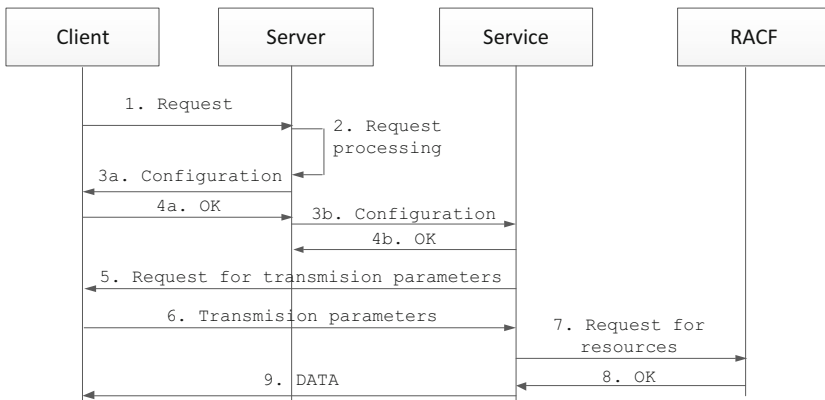 Client
Server
Service
RACF
1. Request
2. Request
processing
3a. Configuration
4a. OK
3b. Configuration
4b. OK
5. Request for transmision parameters
6. Transmision parameters
7. Request for
resources
8. OK
9. DATA